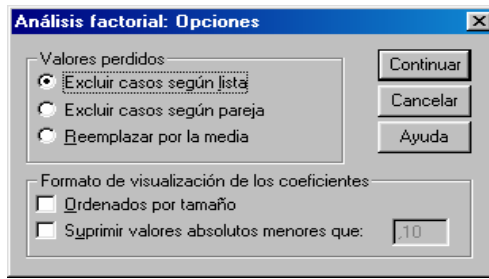 Análisis factorial: Opciones
Valores perdidos
Excluir casos según lista
Excluir casos según pareja
Reemplazar por la media
Continuar
Cancelar
Ayuda
Formato de visualización de los coeficientes
Ordenados por tamaño
Suprimir valores absolutos menores que: ,10